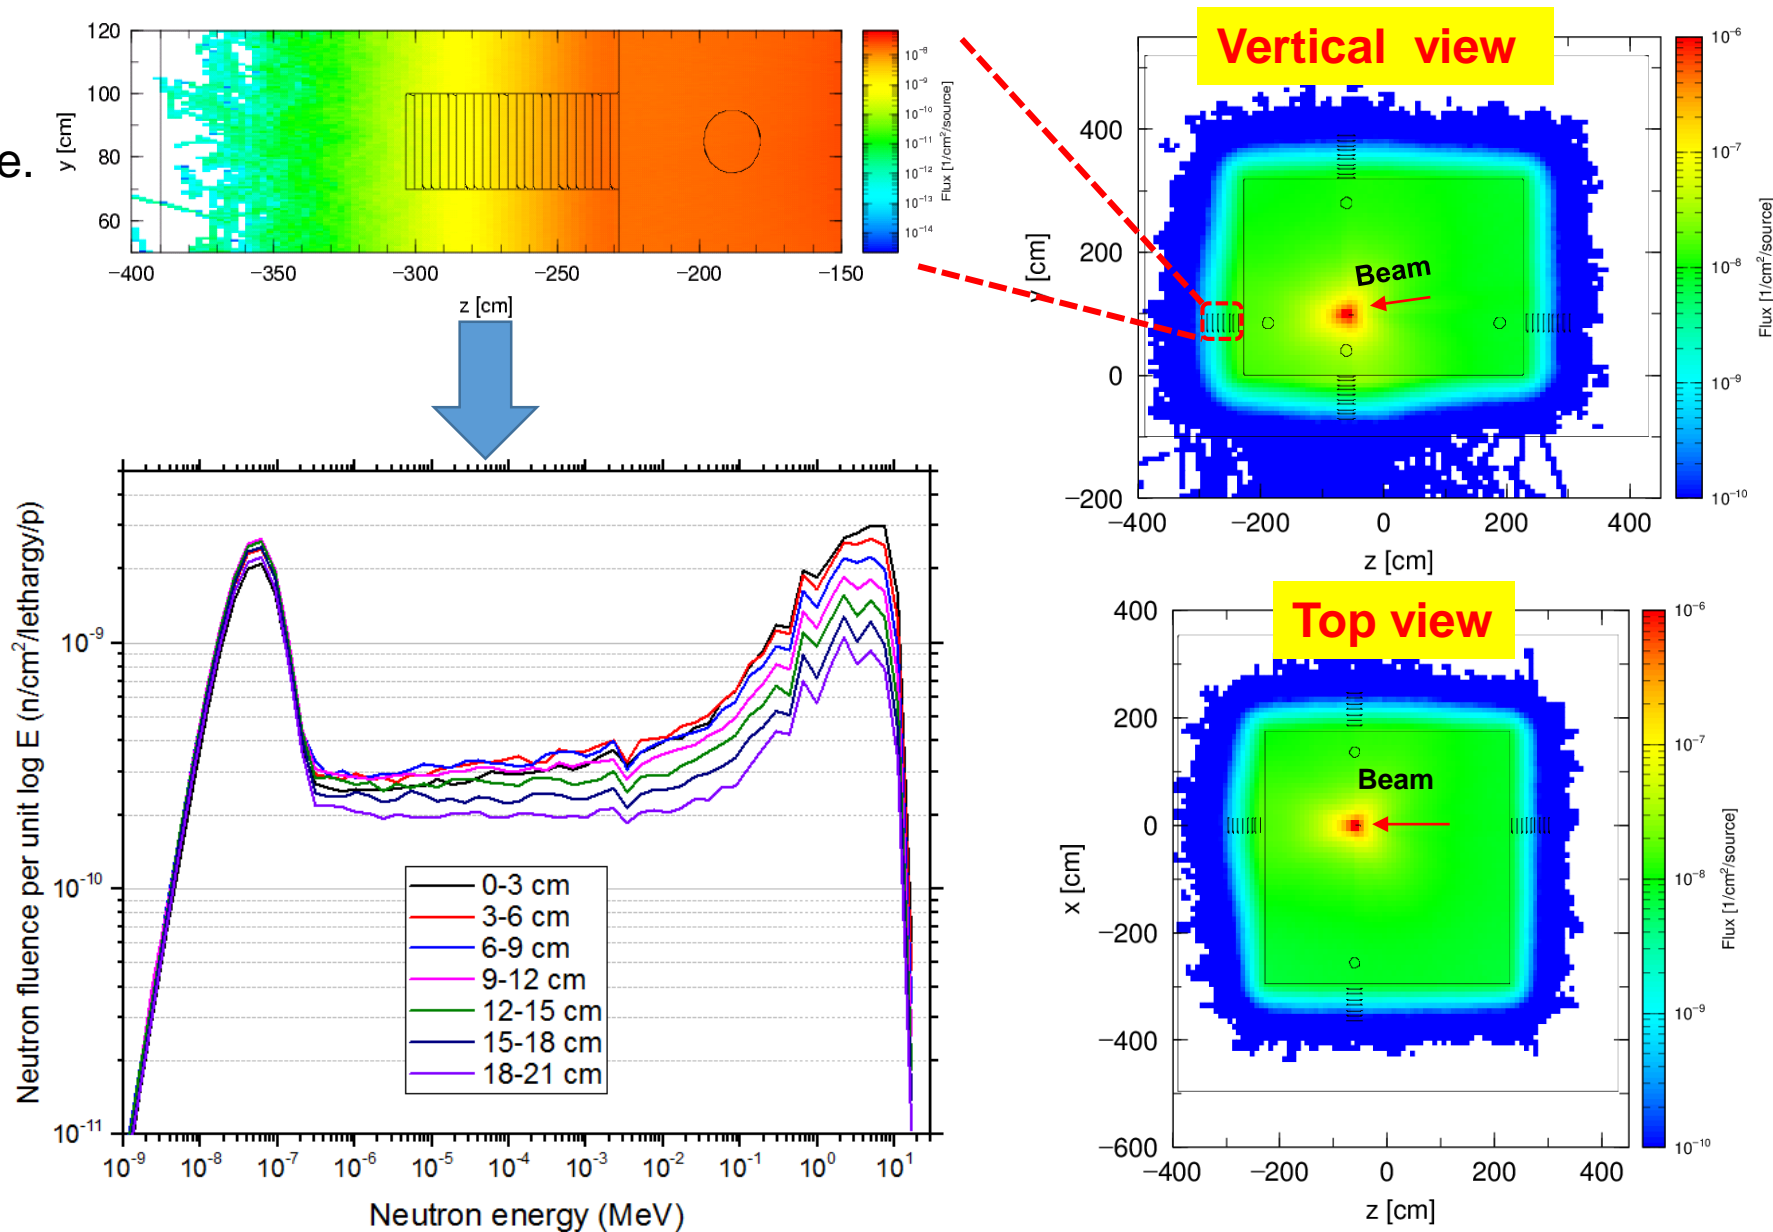 e.
120
100
80
60
y [cm]
−400 −350 −300 −250 −200 −150
z [cm]
10⁻⁸
10⁻⁹
10⁻¹⁰
10⁻¹¹
10⁻¹²
10⁻¹³
10⁻¹⁴
Flux [1/cm²/source]
Vertical view
400
200
0
−200
y [cm]
Beam
−400 −200 0 200 400
z [cm]
10⁻⁶
10⁻⁷
10⁻⁸
10⁻⁹
10⁻¹⁰
Flux [1/cm²/source]
Neutron fluence per unit log E (n/cm²/lethargy/p)
10⁻⁹
10⁻¹⁰
10⁻¹¹
0-3 cm
3-6 cm
6-9 cm
9-12 cm
12-15 cm
15-18 cm
18-21 cm
10⁻⁹ 10⁻⁸ 10⁻⁷ 10⁻⁶ 10⁻⁵ 10⁻⁴ 10⁻³ 10⁻² 10⁻¹ 10⁰ 10¹
Neutron energy (MeV)
Top view
400
200
0
−200
−400
−600
x [cm]
Beam
−400 −200 0 200 400
z [cm]
10⁻⁶
10⁻⁷
10⁻⁸
10⁻⁹
10⁻¹⁰
Flux [1/cm²/source]